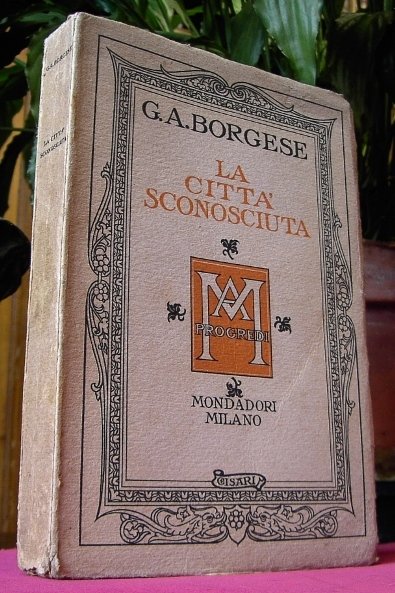 G.A.BORGESE
LA CITTA'
SCONOSCIUTA
G.A.BORGESE
LA
CITTA'
SCONOSCIUTA
AM
PROGREDI
MONDADORI
MILANO
CISARI